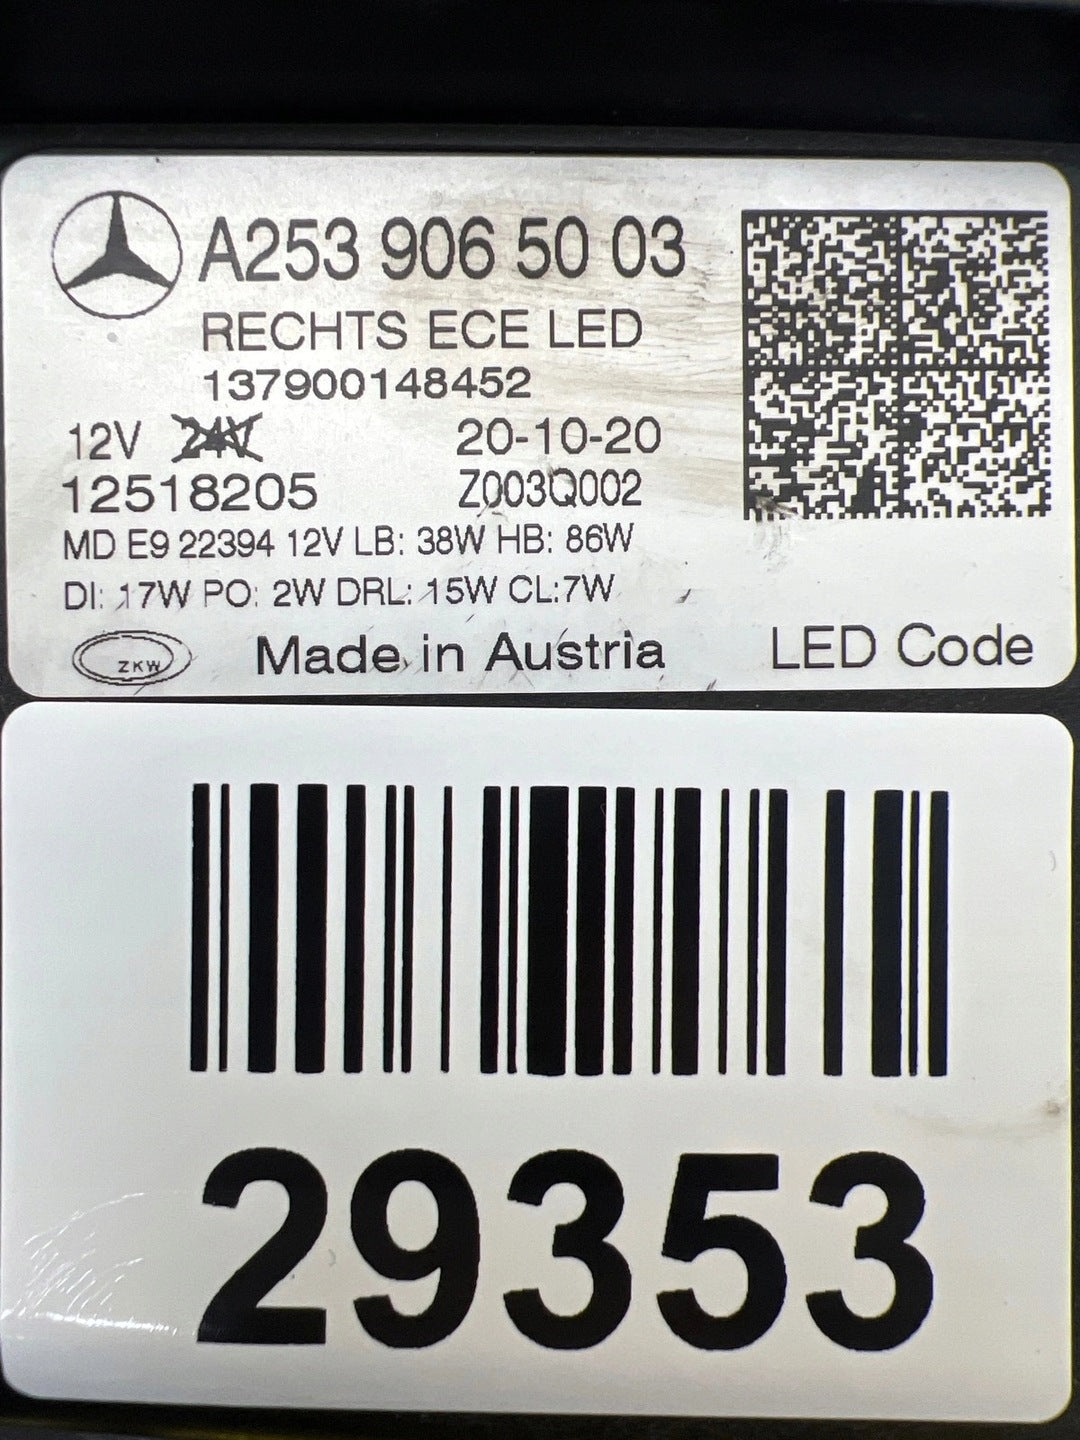 A253 906 50 03
RECHTS ECE LED
137900148452
12V 24V 20-10-20
12518205 Z003Q002
MD E9 22394 12V LB: 38W HB: 86W
DI: 17W PO: 2W DRL: 15W CL:7W
ZKW Made in Austria LED Code
29353